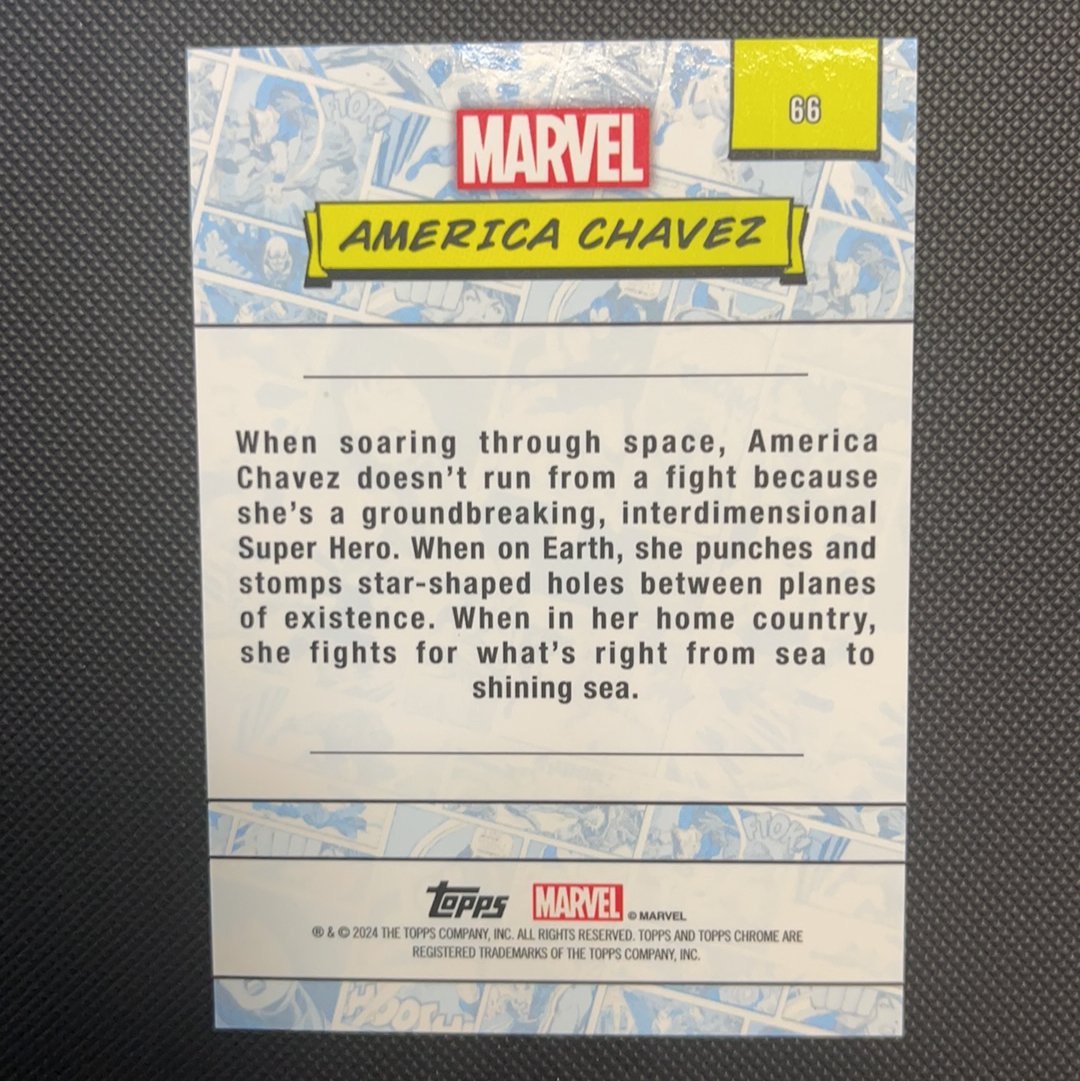 66
MARVEL
AMERICA CHAVEZ
When soaring through space, America
Chavez doesn't run from a fight because
she's a groundbreaking, interdimensional
Super Hero. When on Earth, she punches and
stomps star-shaped holes between planes
of existence. When in her home country,
she fights for what's right from sea to
shining sea.
FTOK
topps MARVEL © MARVEL
® & © 2024 THE TOPPS COMPANY, INC. ALL RIGHTS RESERVED. TOPPS AND TOPPS CHROME ARE
REGISTERED TRADEMARKS OF THE TOPPS COMPANY, INC.